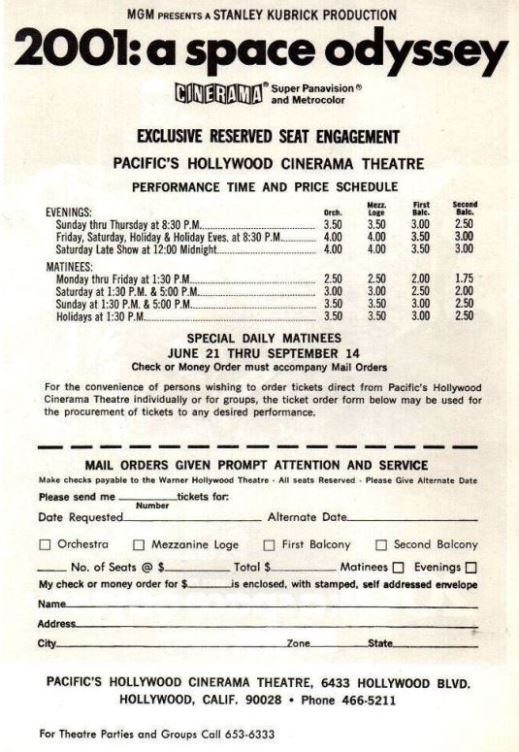 MGM PRESENTS A STANLEY KUBRICK PRODUCTION
2001: a space odyssey
CINERAMA® Super Panavision®
and Metrocolor
EXCLUSIVE RESERVED SEAT ENGAGEMENT
PACIFIC'S HOLLYWOOD CINERAMA THEATRE
PERFORMANCE TIME AND PRICE SCHEDULE
EVENINGS: Orch. Mezz. Loge First Balc. Second Balc.
Sunday thru Thursday at 8:30 P.M. 3.50 3.50 3.00 2.50
Friday, Saturday, Holiday & Holiday Eves. at 8:30 P.M. 4.00 4.00 3.50 3.00
Saturday Late Show at 12:00 Midnight 4.00 4.00 3.50 3.00
MATINEES:
Monday thru Friday at 1:30 P.M. 2.50 2.50 2.00 1.75
Saturday at 1:30 P.M. & 5:00 P.M. 3.00 3.00 2.50 2.00
Sunday at 1:30 P.M. & 5:00 P.M. 3.50 3.50 3.00 2.50
Holidays at 1:30 P.M. 3.50 3.50 3.00 2.50
SPECIAL DAILY MATINEES
JUNE 21 THRU SEPTEMBER 14
Check or Money Order must accompany Mail Orders
For the convenience of persons wishing to order tickets direct from Pacific's Hollywood
Cinerama Theatre individually or for groups, the ticket order form below may be used for
the procurement of tickets to any desired performance.
MAIL ORDERS GIVEN PROMPT ATTENTION AND SERVICE
Make checks payable to the Warner Hollywood Theatre - All seats Reserved - Please Give Alternate Date
Please send me ________ tickets for:
Number
Date Requested________ Alternate Date________
☐ Orchestra ☐ Mezzanine Loge ☐ First Balcony ☐ Second Balcony
____ No. of Seats @ $________ Total $________ Matinees ☐ Evenings ☐
My check or money order for $________is enclosed, with stamped, self addressed envelope
Name________
Address________
City________ Zone________ State________
PACIFIC'S HOLLYWOOD CINERAMA THEATRE, 6433 HOLLYWOOD BLVD.
HOLLYWOOD, CALIF. 90028 • Phone 466-5211
For Theatre Parties and Groups Call 653-6333